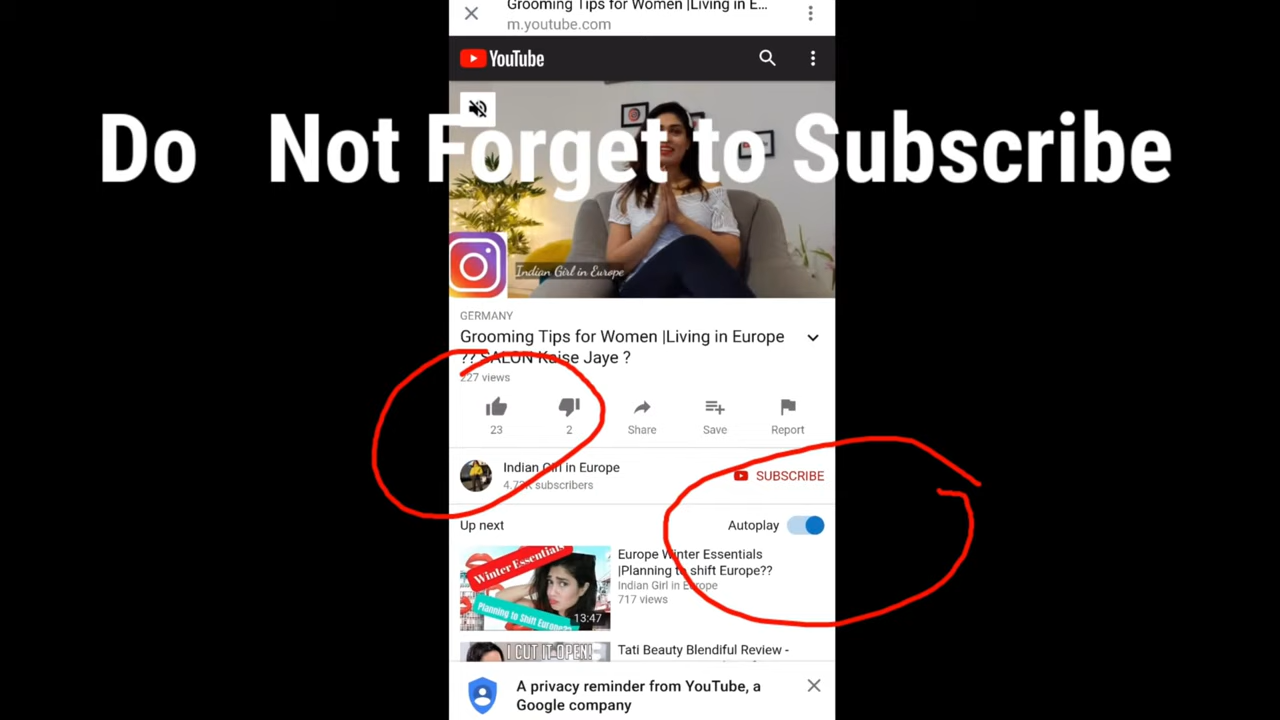 Grooming Tips for Women |Living in E...
m.youtube.com
YouTube
Do Not Forget to Subscribe
Indian Girl in Europe
GERMANY
Grooming Tips for Women |Living in Europe
?? SALON Kaise Jaye ?
227 views
23
2
Share
Save
Report
Indian Girl in Europe
4.72K subscribers
SUBSCRIBE
Up next
Autoplay
Winter Essentials
Planning to Shift Europe??
13:47
Europe Winter Essentials
|Planning to shift Europe??
Indian Girl in Europe
717 views
I CUT IT OPEN!
Tati Beauty Blendiful Review -
A privacy reminder from YouTube, a
Google company